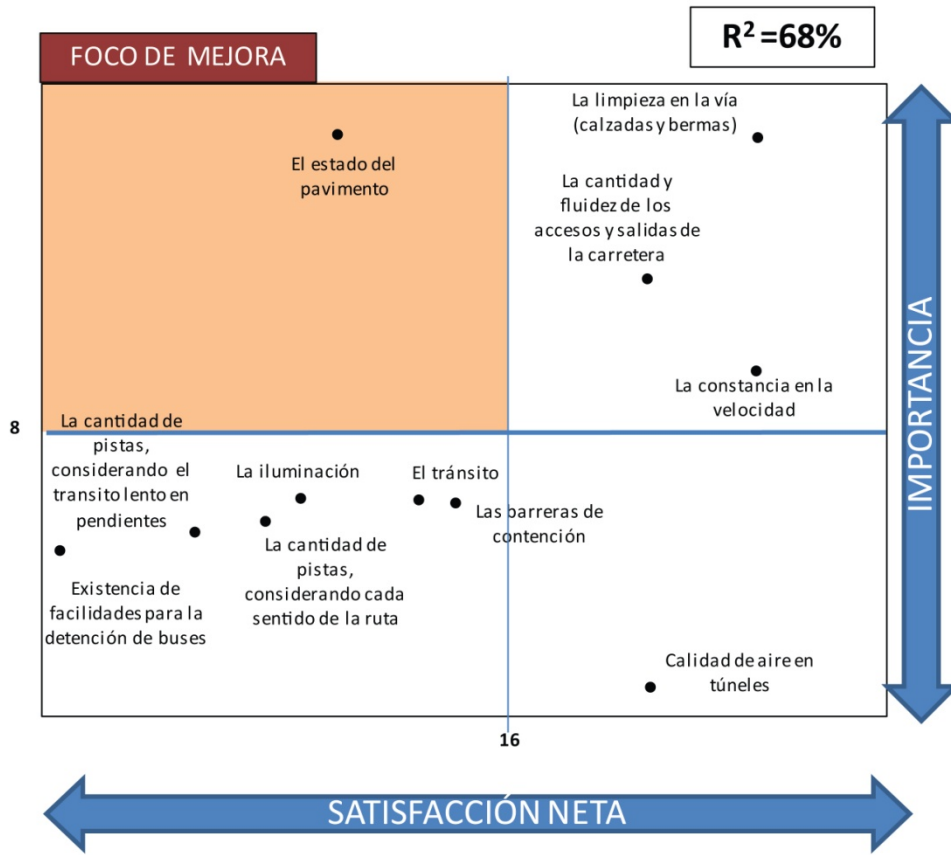 FOCO DE MEJORA
R² =68%
La limpieza en la vía
(calzadas y bermas)
El estado del
pavimento
La cantidad y
fluidez de los
accesos y salidas de
la carretera
La constancia en la
velocidad
8
La cantidad de
pistas,
considerando el
transito lento en
pendientes
La iluminación
El tránsito
Las barreras de
contención
La cantidad de
pistas,
considerando cada
sentido de la ruta
Existencia de
facilidades para la
detención de buses
Calidad de aire en
túneles
16
IMPORTANCIA
SATISFACCIÓN NETA